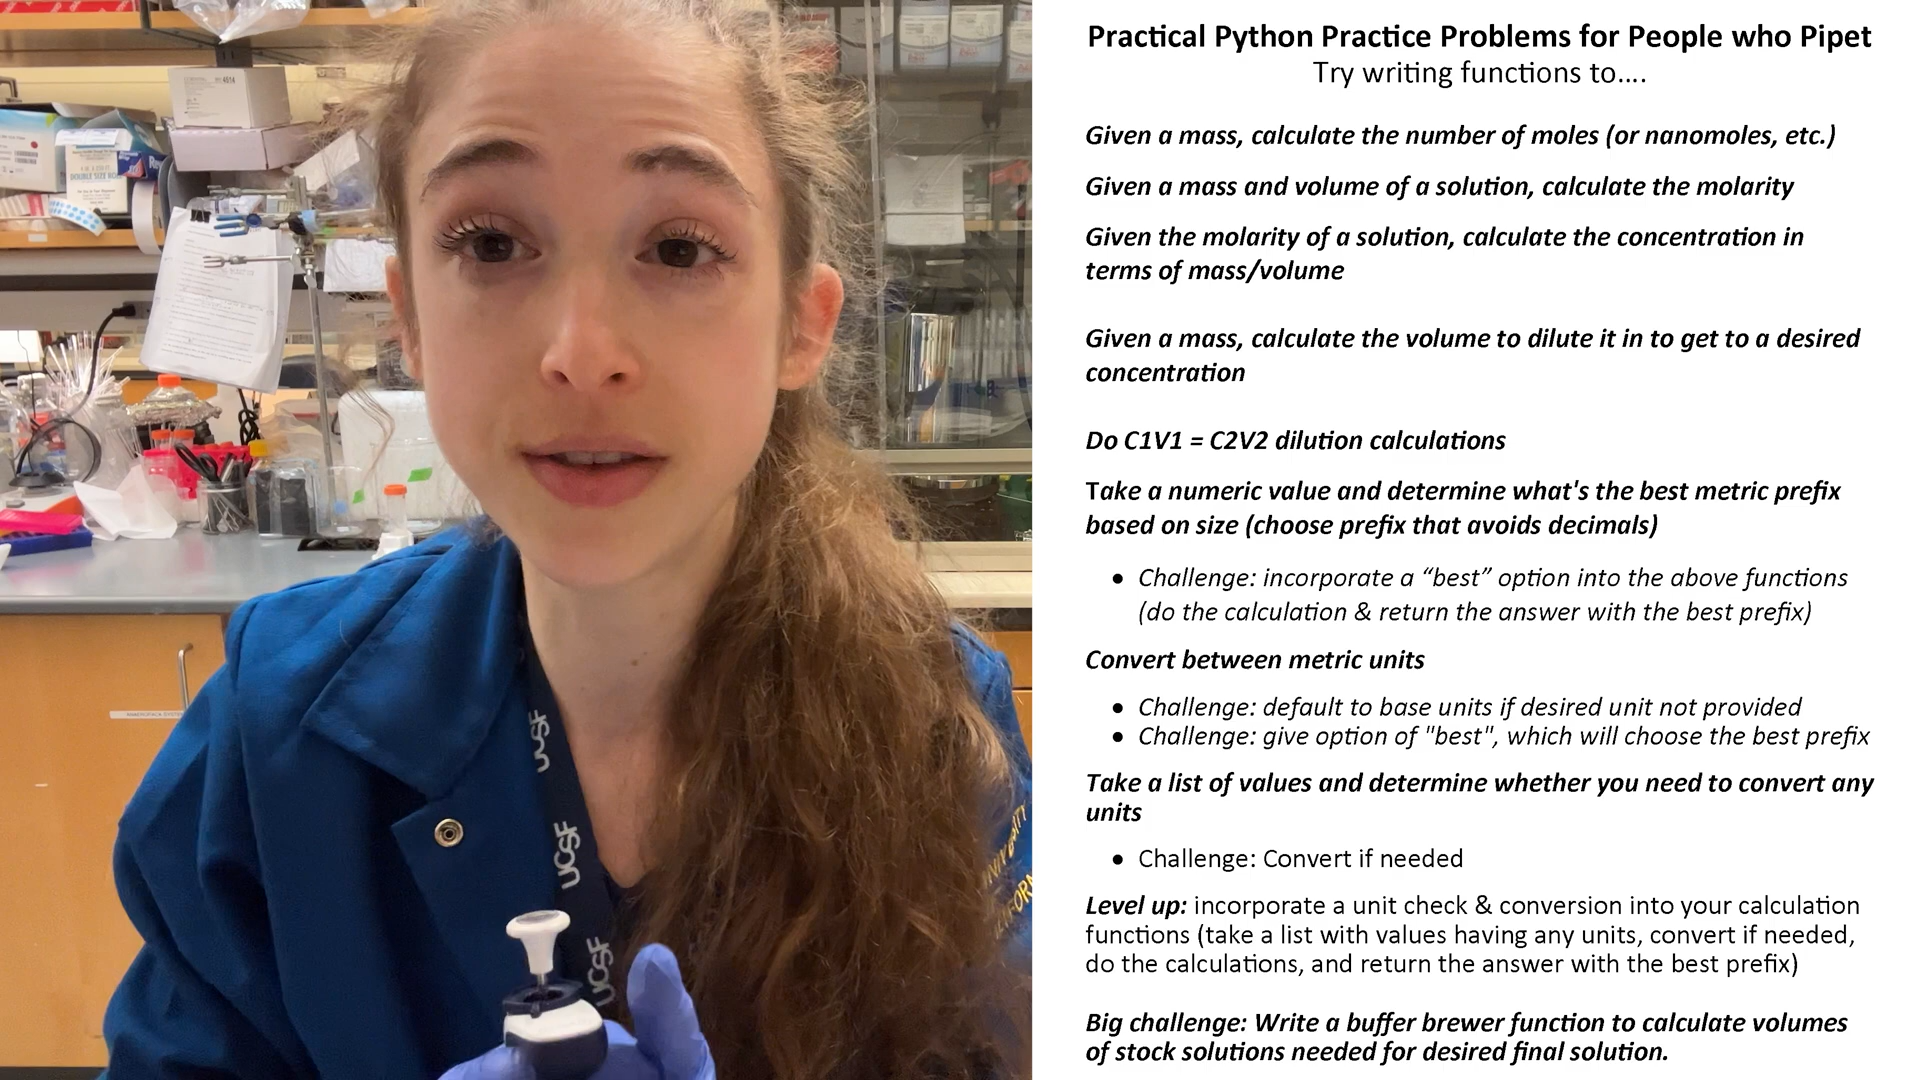 Practical Python Practice Problems for People who Pipet
Try writing functions to....
Given a mass, calculate the number of moles (or nanomoles, etc.)
Given a mass and volume of a solution, calculate the molarity
Given the molarity of a solution, calculate the concentration in
terms of mass/volume
Given a mass, calculate the volume to dilute it in to get to a desired
concentration
Do C1V1 = C2V2 dilution calculations
Take a numeric value and determine what's the best metric prefix
based on size (choose prefix that avoids decimals)
• Challenge: incorporate a “best” option into the above functions
(do the calculation & return the answer with the best prefix)
Convert between metric units
• Challenge: default to base units if desired unit not provided
• Challenge: give option of "best", which will choose the best prefix
Take a list of values and determine whether you need to convert any
units
• Challenge: Convert if needed
Level up: incorporate a unit check & conversion into your calculation
functions (take a list with values having any units, convert if needed,
do the calculations, and return the answer with the best prefix)
Big challenge: Write a buffer brewer function to calculate volumes
of stock solutions needed for desired final solution.
UCSF
UCSF
UCSF